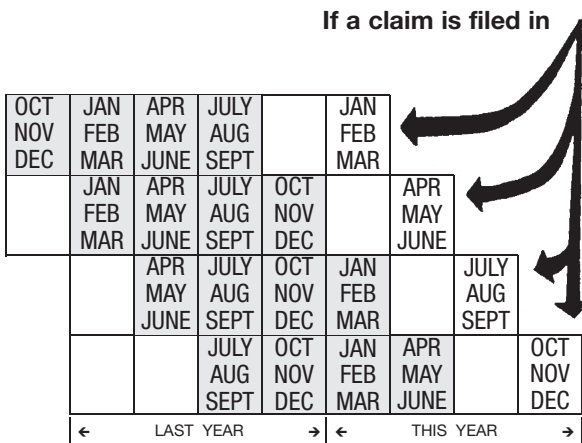 If a claim is filed in
OCT JAN APR JULY JAN
NOV FEB MAY AUG FEB
DEC MAR JUNE SEPT MAR
JAN APR JULY OCT APR
FEB MAY AUG NOV MAY
MAR JUNE SEPT DEC JUNE
APR JULY OCT JAN JULY
MAY AUG NOV FEB AUG
JUNE SEPT DEC MAR SEPT
JULY OCT JAN APR OCT
AUG NOV FEB MAY NOV
SEPT DEC MAR JUNE DEC
← LAST YEAR → ← THIS YEAR →